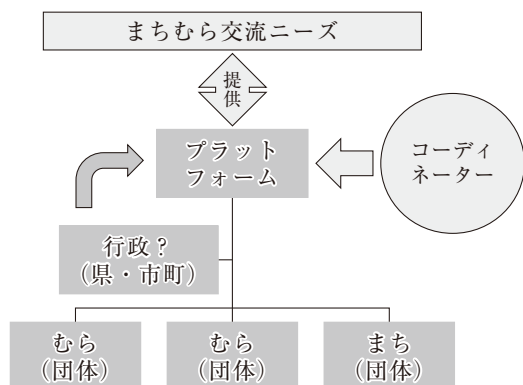 まちむら交流ニーズ
提
供
プラット
フォーム
コーディ
ネーター
行政？
（県・市町）
むら
（団体）
むら
（団体）
まち
（団体）